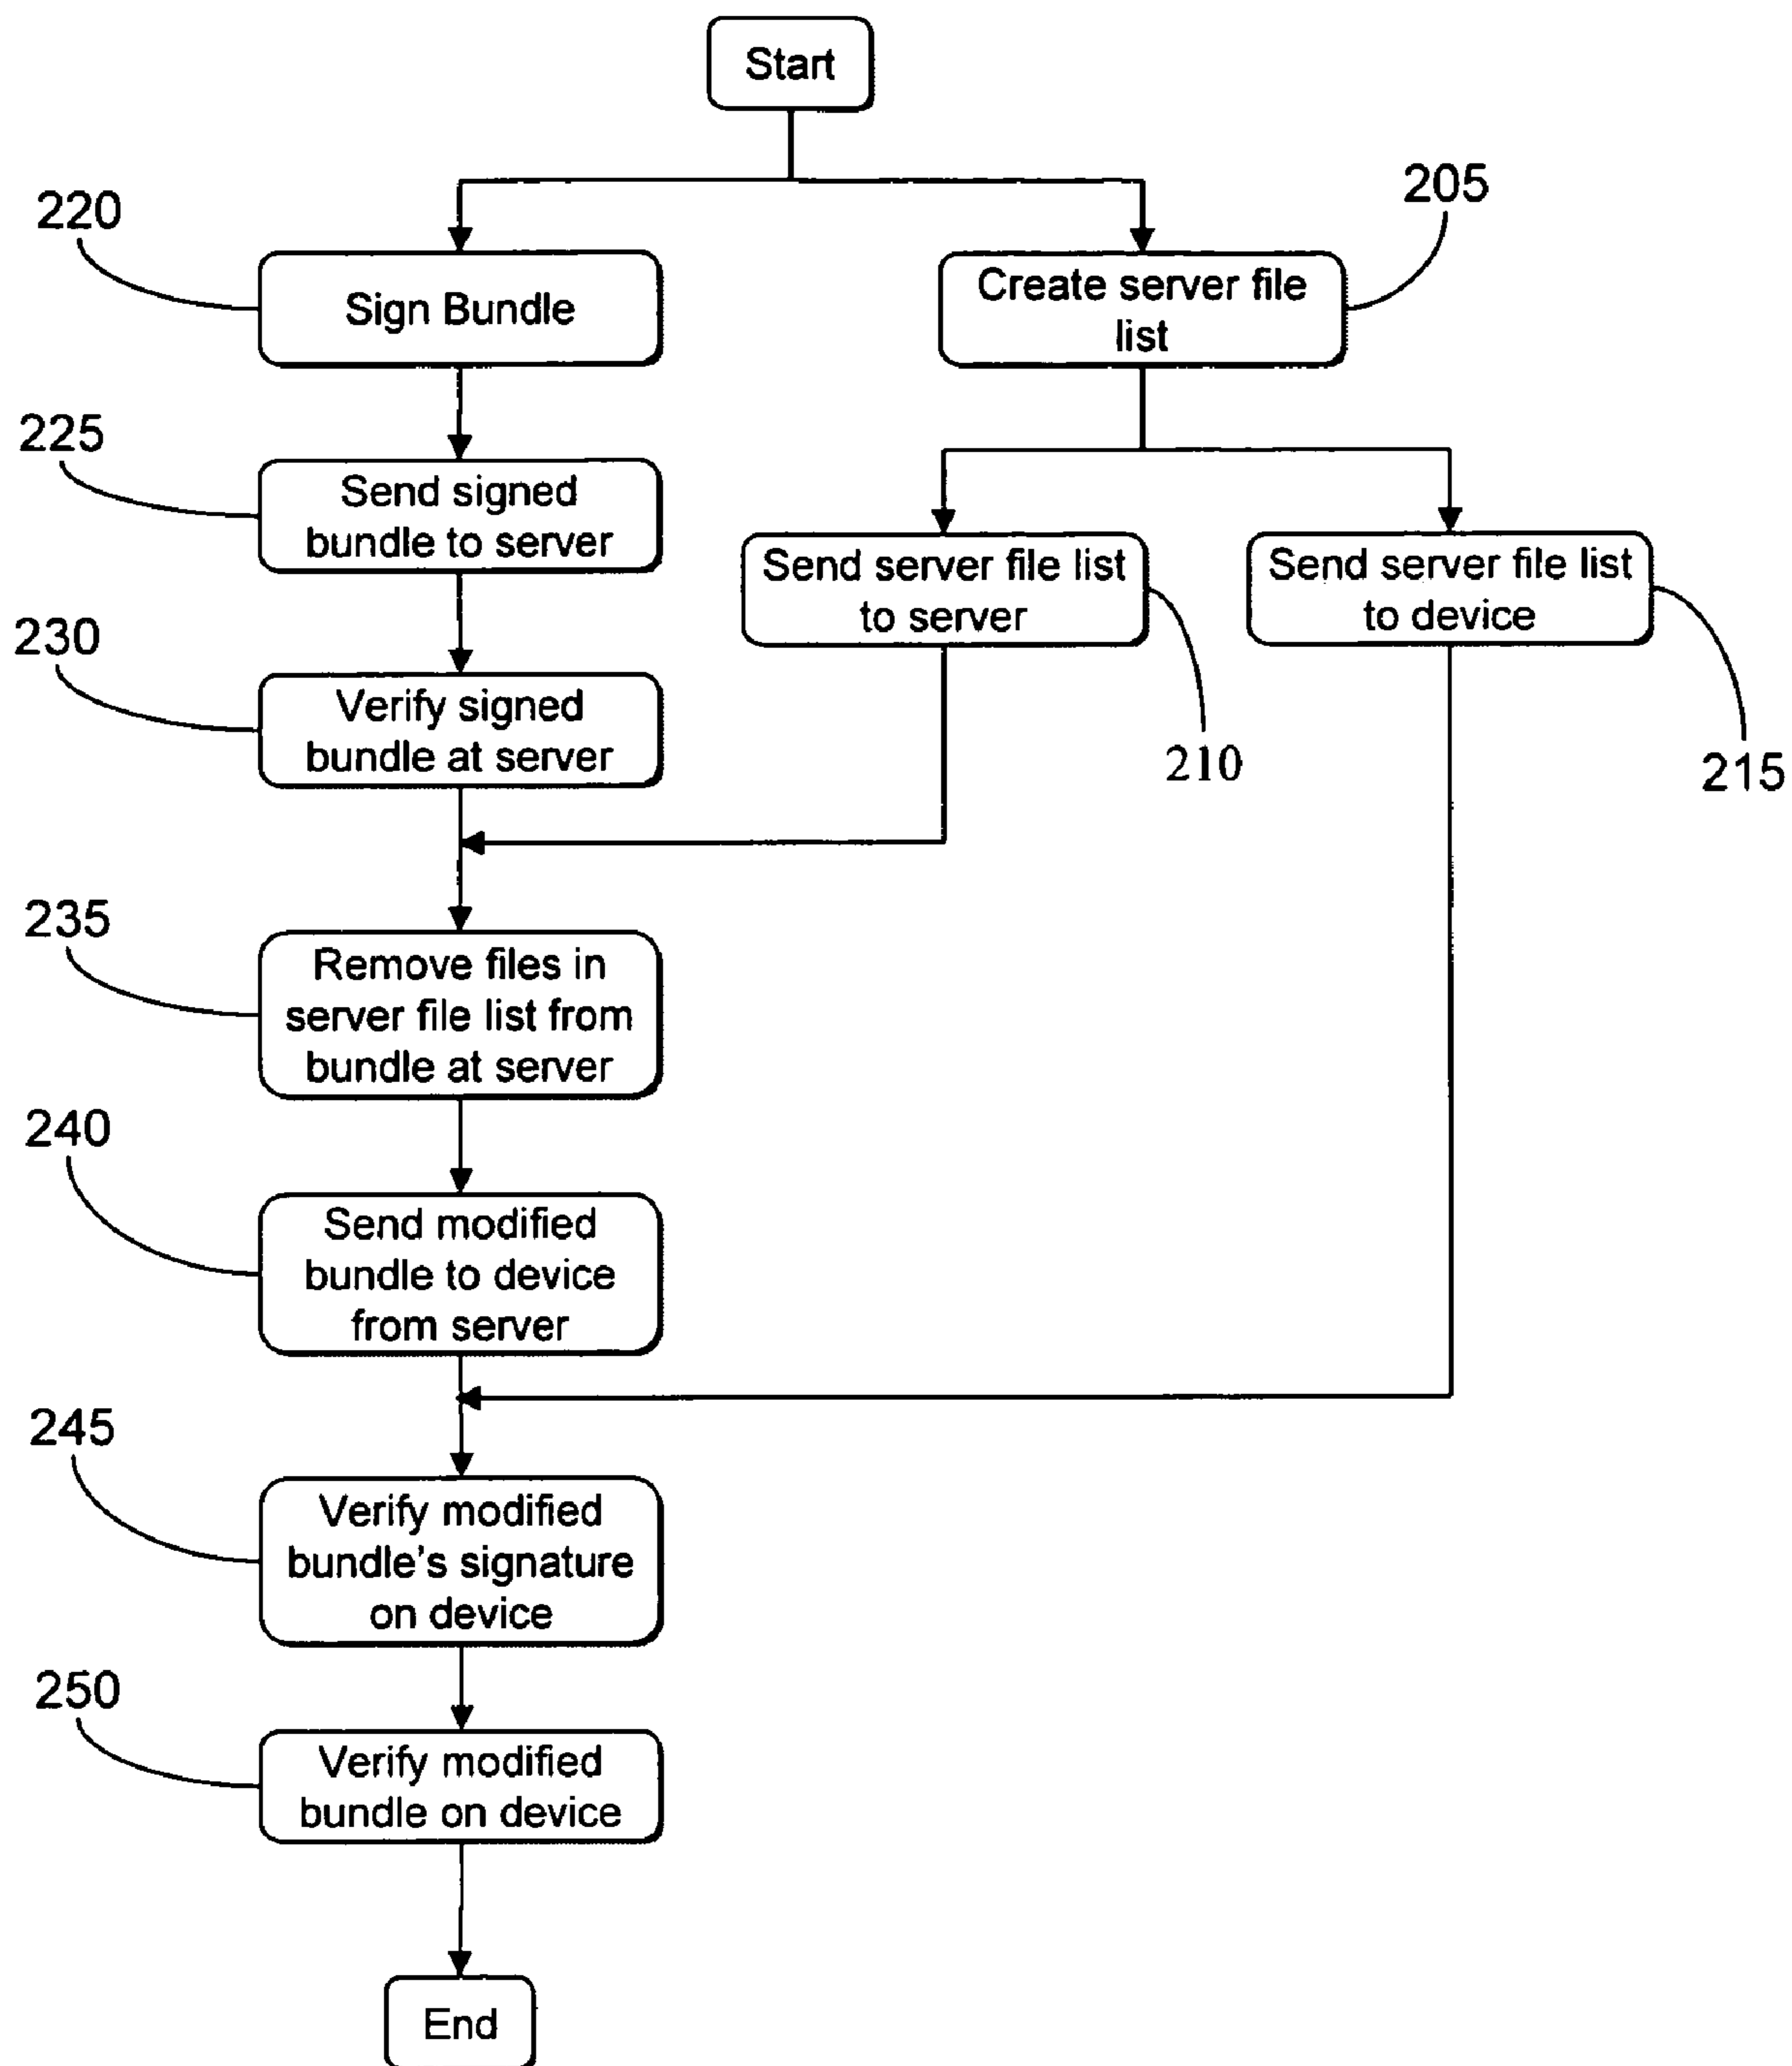 Start
220
205
Sign Bundle
Create server file
list
225
Send signed
bundle to server
Send server file list
to server
Send server file list
to device
230
Verify signed
bundle at server
210
215
235
Remove files in
server file list from
bundle at server
240
Send modified
bundle to device
from server
245
Verify modified
bundle's signature
on device
250
Verify modified
bundle on device
End